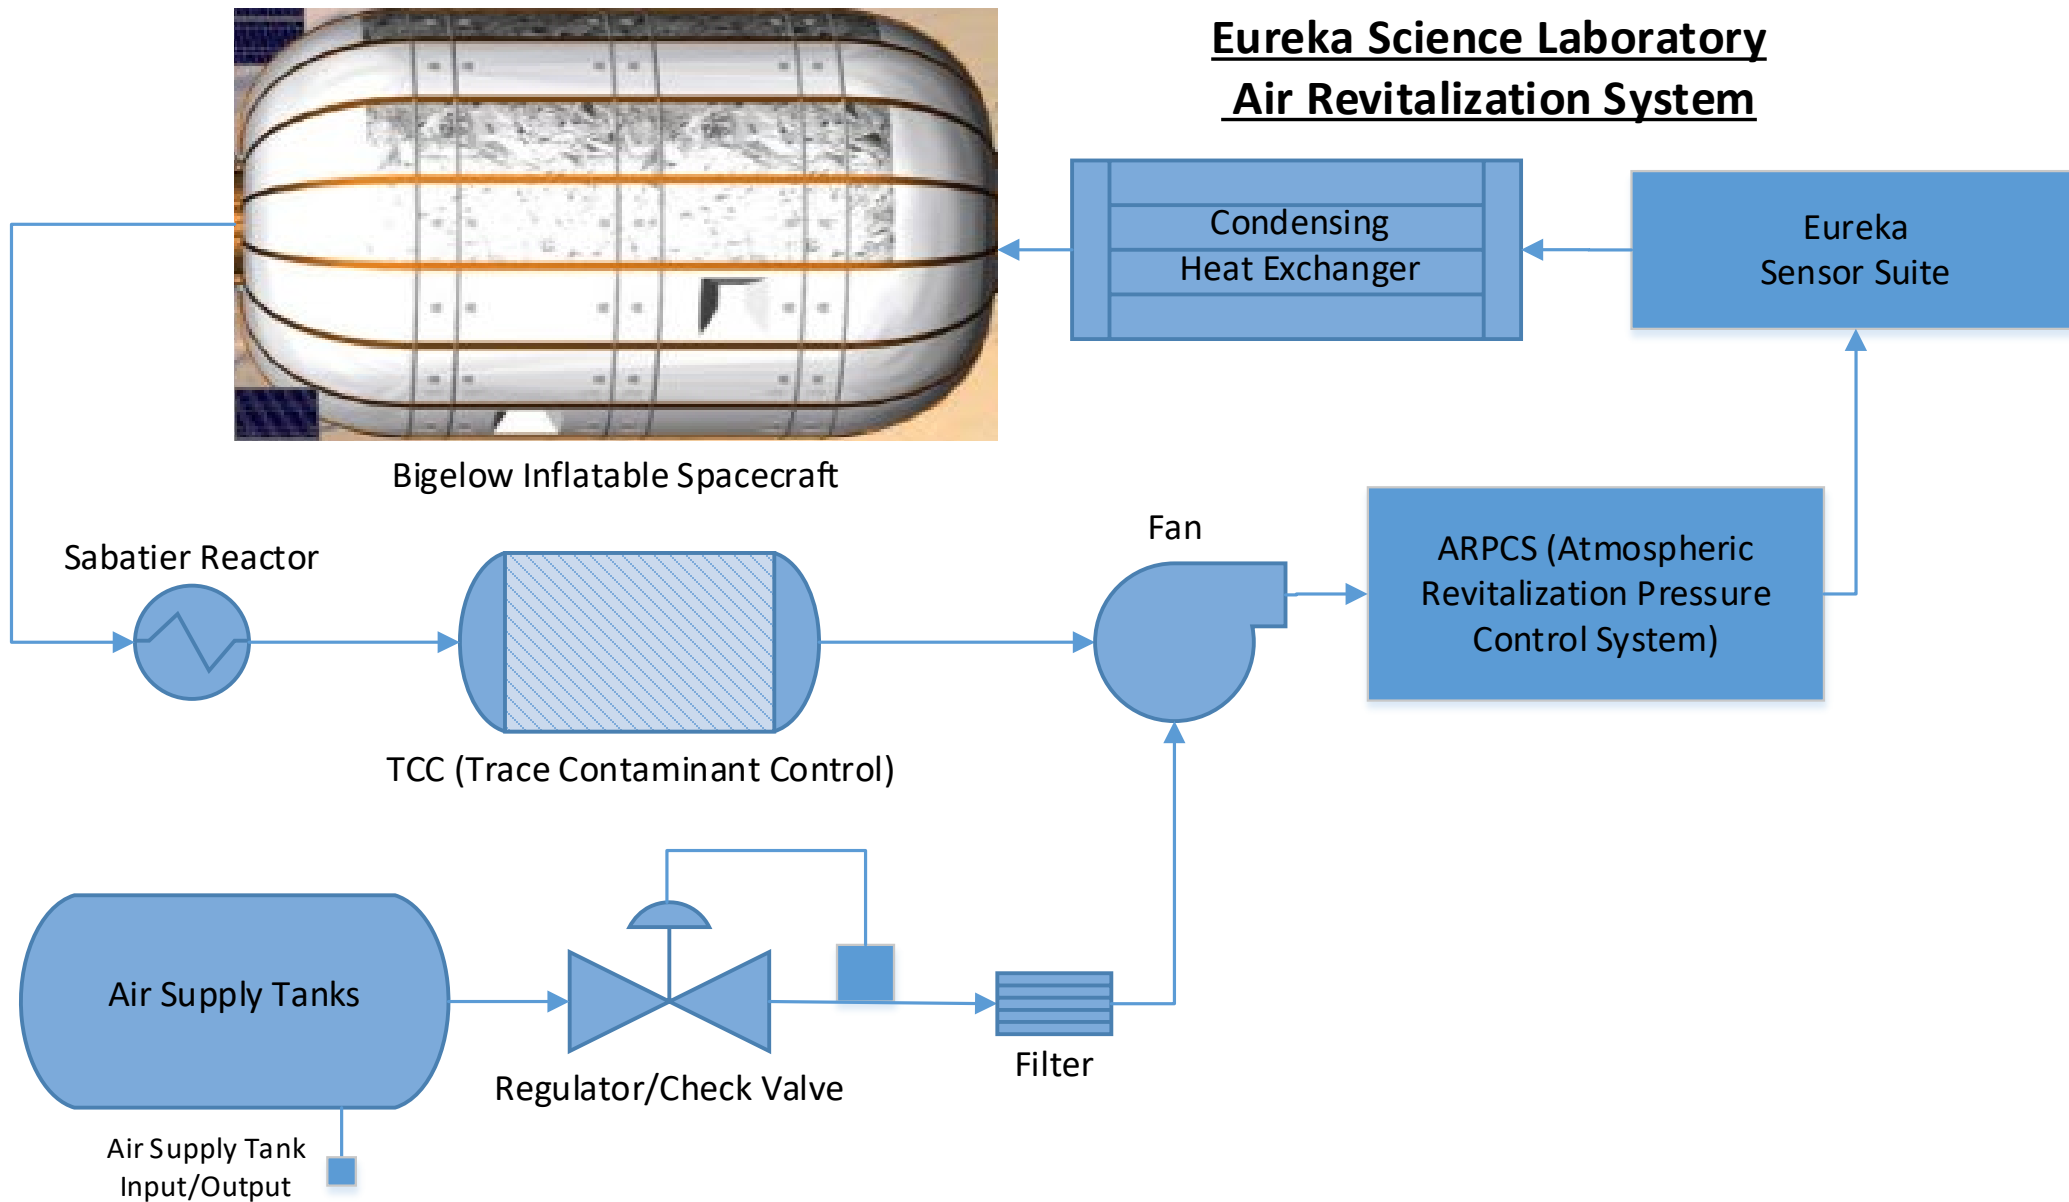 Eureka Science Laboratory
Air Revitalization System
Condensing
Heat Exchanger
Eureka
Sensor Suite
Bigelow Inflatable Spacecraft
Sabatier Reactor
Fan
ARPCS (Atmospheric
Revitalization Pressure
Control System)
TCC (Trace Contaminant Control)
Air Supply Tanks
Regulator/Check Valve
Filter
Air Supply Tank
Input/Output